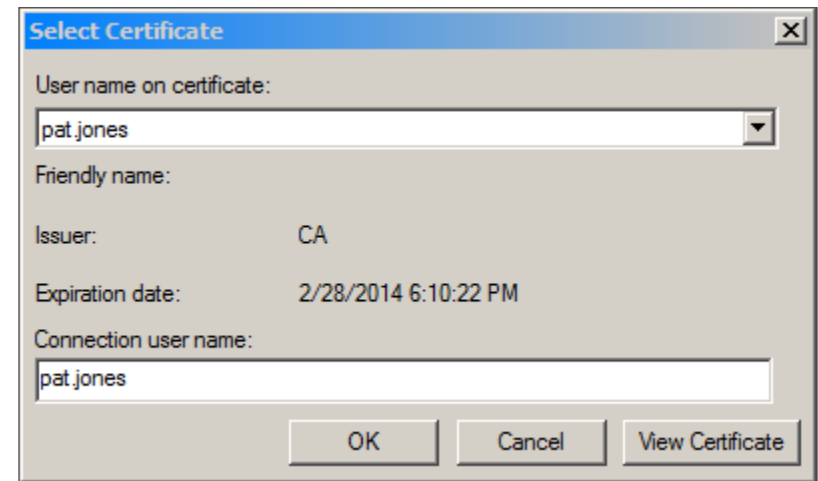 Select Certificate
User name on certificate:
pat.jones
Friendly name:
Issuer: CA
Expiration date: 2/28/2014 6:10:22 PM
Connection user name:
pat.jones
OK Cancel View Certificate